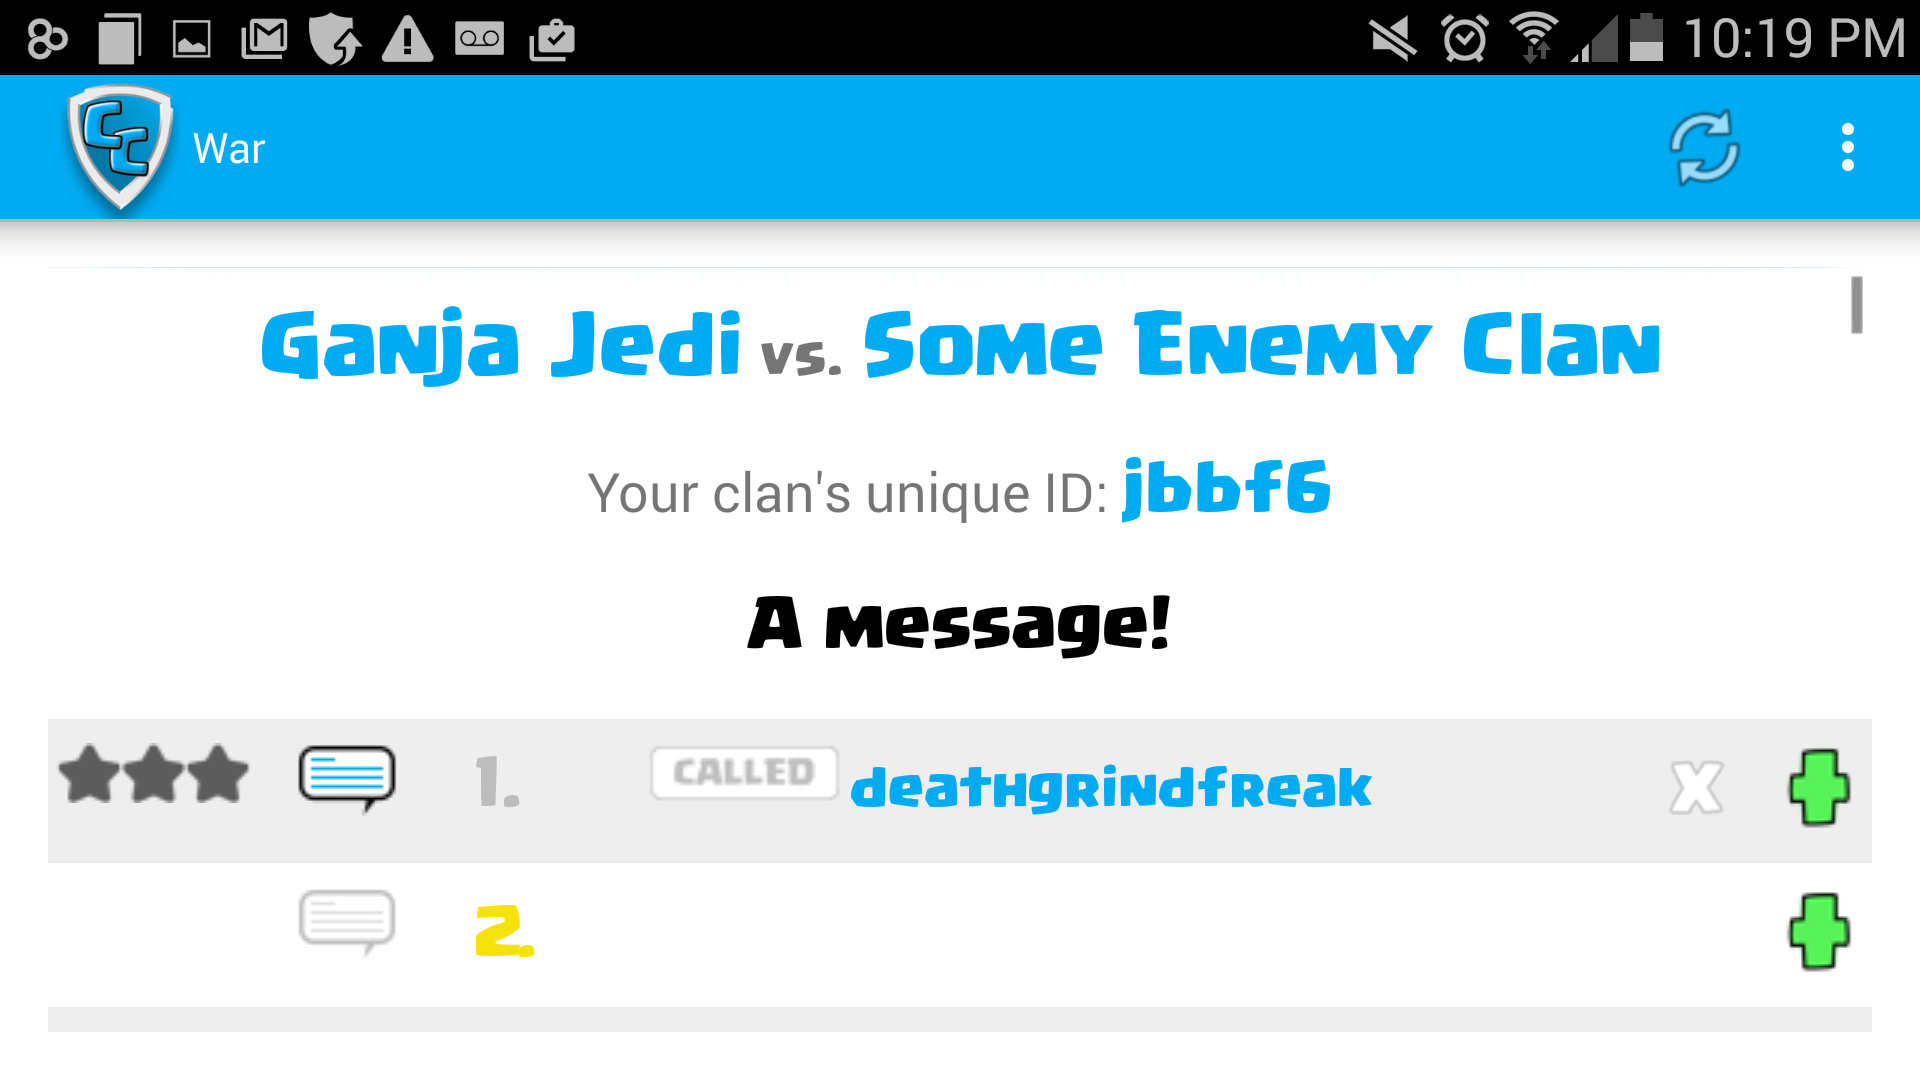 10:19 PM
CC War
Ganja Jedi vs. Some Enemy Clan
Your clan's unique ID: jbbf6
A message!
1. CALLED deathgrindfreak X
2.